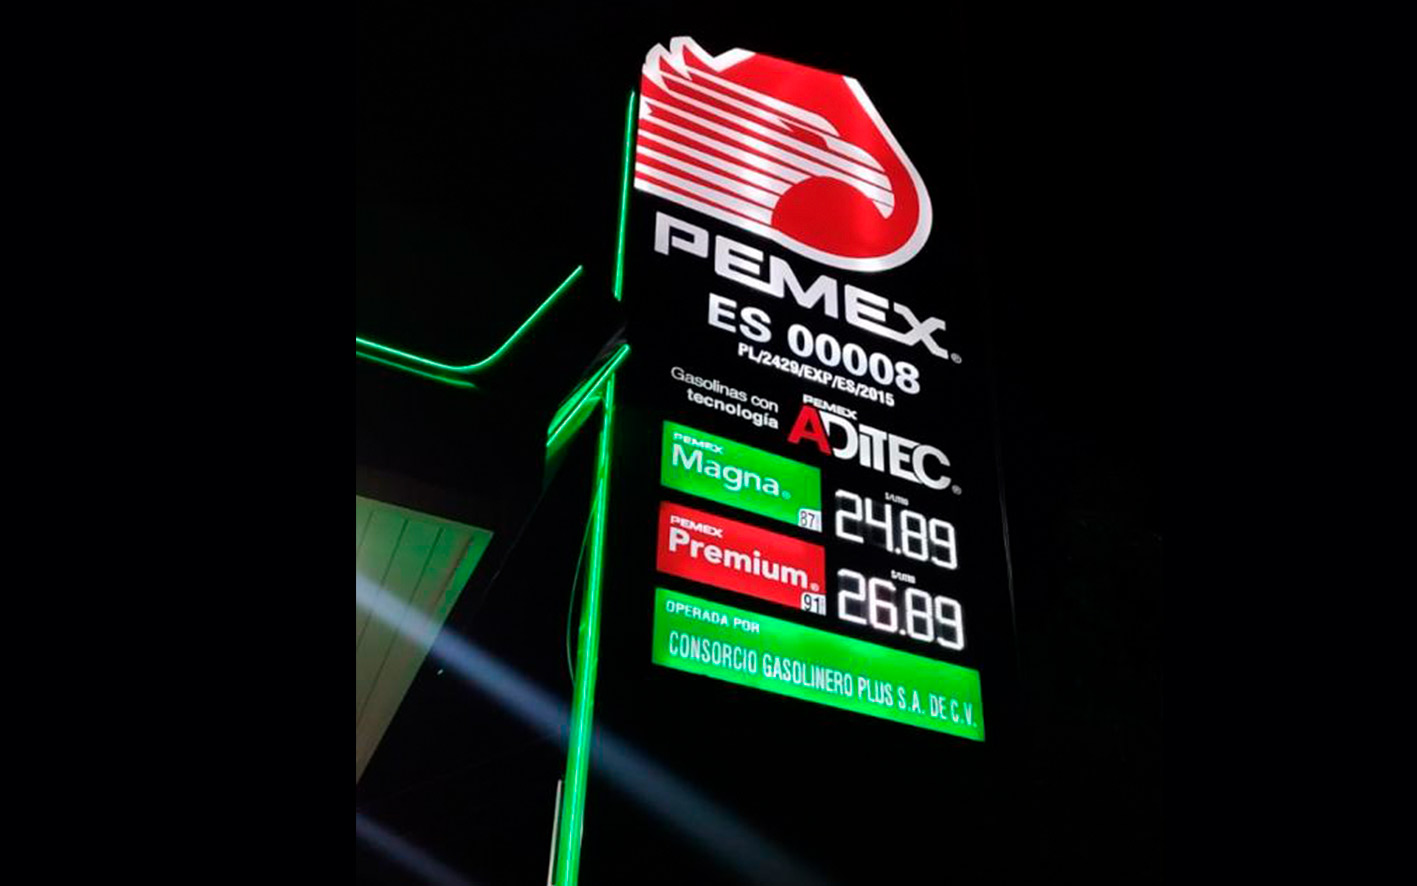 PEMEX
ES 00008
PL/2429/EXP/ES/2015
Gasolinas con
tecnología
PEMEX
ADiTEC
PEMEX
Magna
87
24.89
PEMEX
Premium
91
26.89
OPERADA POR
CONSORCIO GASOLINERO PLUS S.A. DE C.V.